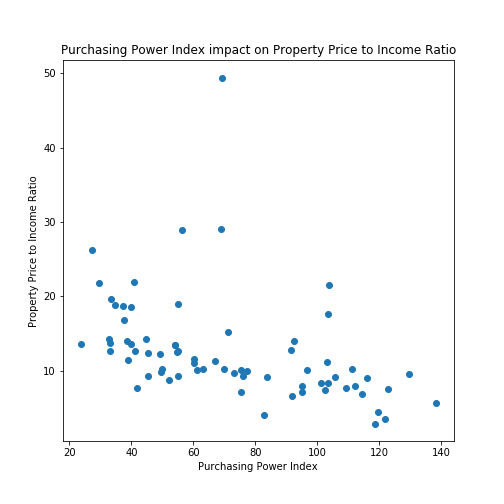 Purchasing Power Index impact on Property Price to Income Ratio
50
40
30
20
10
Property Price to Income Ratio
20 40 60 80 100 120 140
Purchasing Power Index